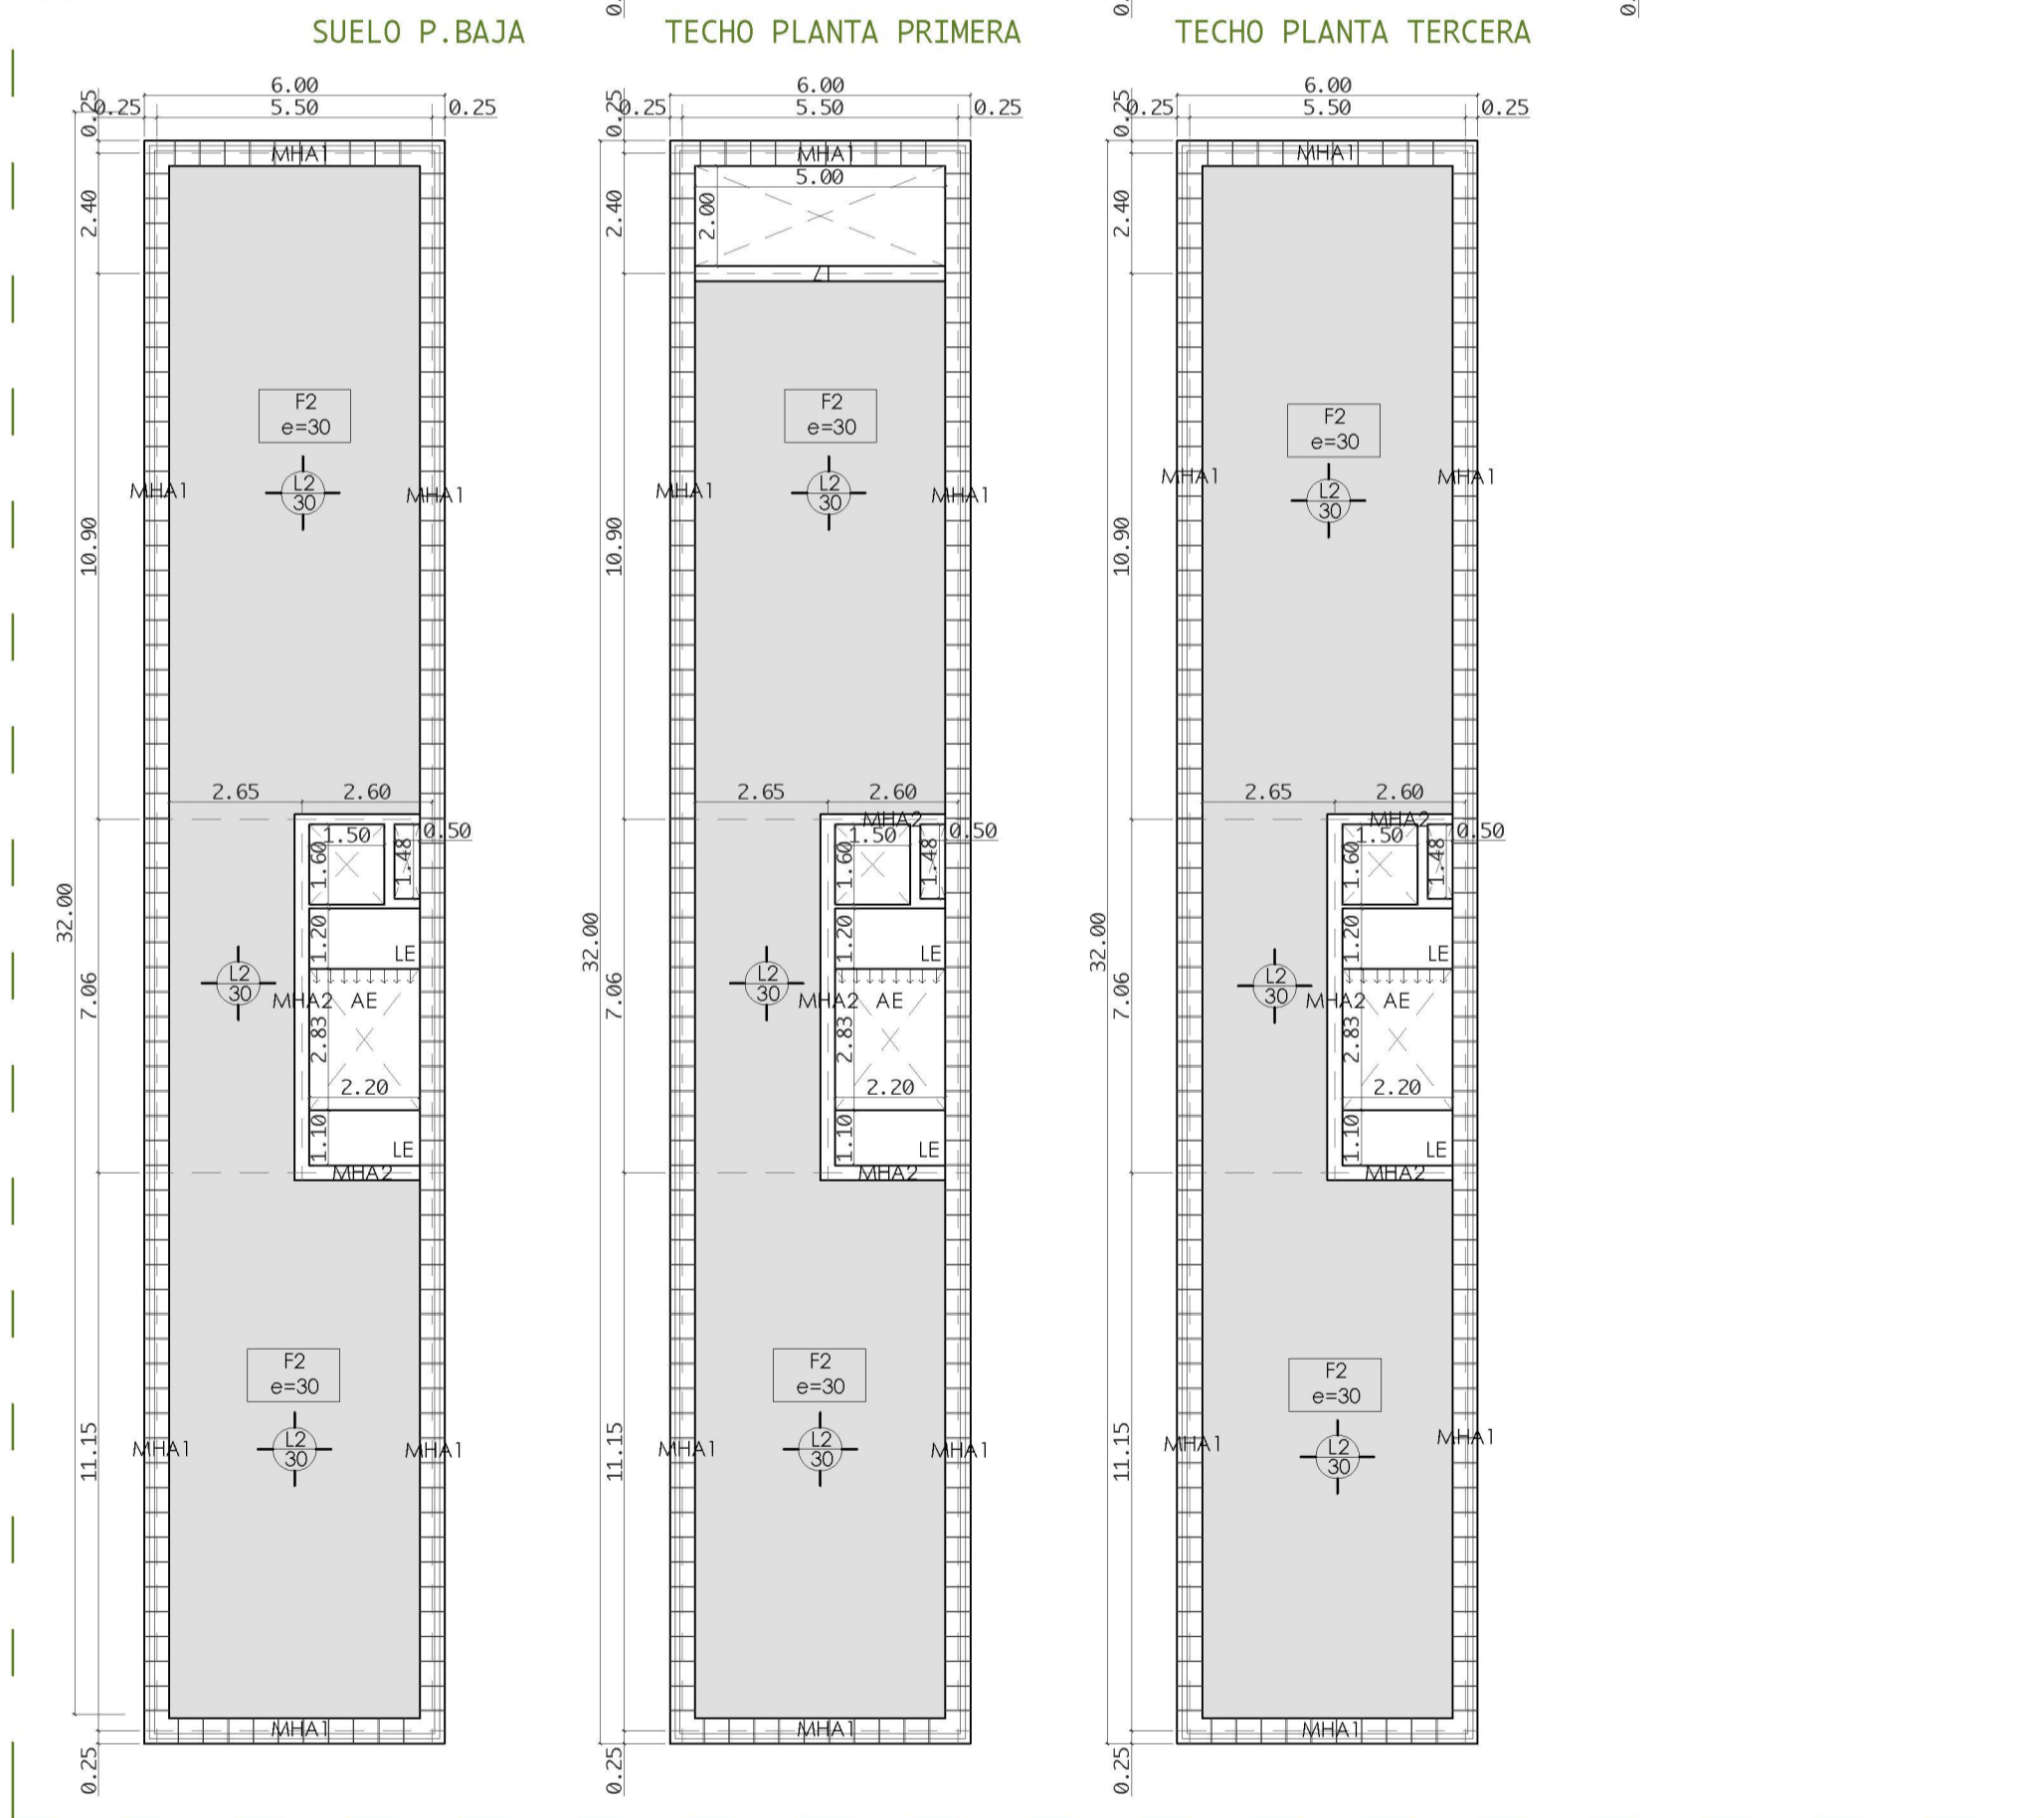 SUELO P.BAJA
6.00
0.25
0.25
5.50
0.25
MHA1
2.40
F2
e=30
MHA1
L2
30
MHA1
10.90
2.65
2.60
1.50
0.50
1.60
1.48
32.00
1.20
LE
L2
30
MHA2
AE
7.06
2.83
2.20
1.10
LE
MHA2
F2
e=30
MHA1
L2
30
MHA1
11.15
MHA1
0.25
TECHO PLANTA PRIMERA
6.00
0.25
0.25
5.50
0.25
MHA1
5.00
2.00
2.40
F2
e=30
MHA1
L2
30
MHA1
10.90
2.65
2.60
MHA2
1.50
0.50
1.60
1.48
32.00
1.20
LE
L2
30
MHA2
AE
7.06
2.83
2.20
1.10
LE
MHA2
F2
e=30
MHA1
L2
30
MHA1
11.15
MHA1
0.25
TECHO PLANTA TERCERA
6.00
0.25
0.25
5.50
0.25
MHA1
2.40
F2
e=30
MHA1
L2
30
MHA1
10.90
2.65
2.60
MHA2
1.50
0.50
1.60
1.48
32.00
1.20
LE
L2
30
MHA2
AE
7.06
2.83
2.20
1.10
LE
MHA2
F2
e=30
MHA1
L2
30
MHA1
11.15
MHA1
0.25